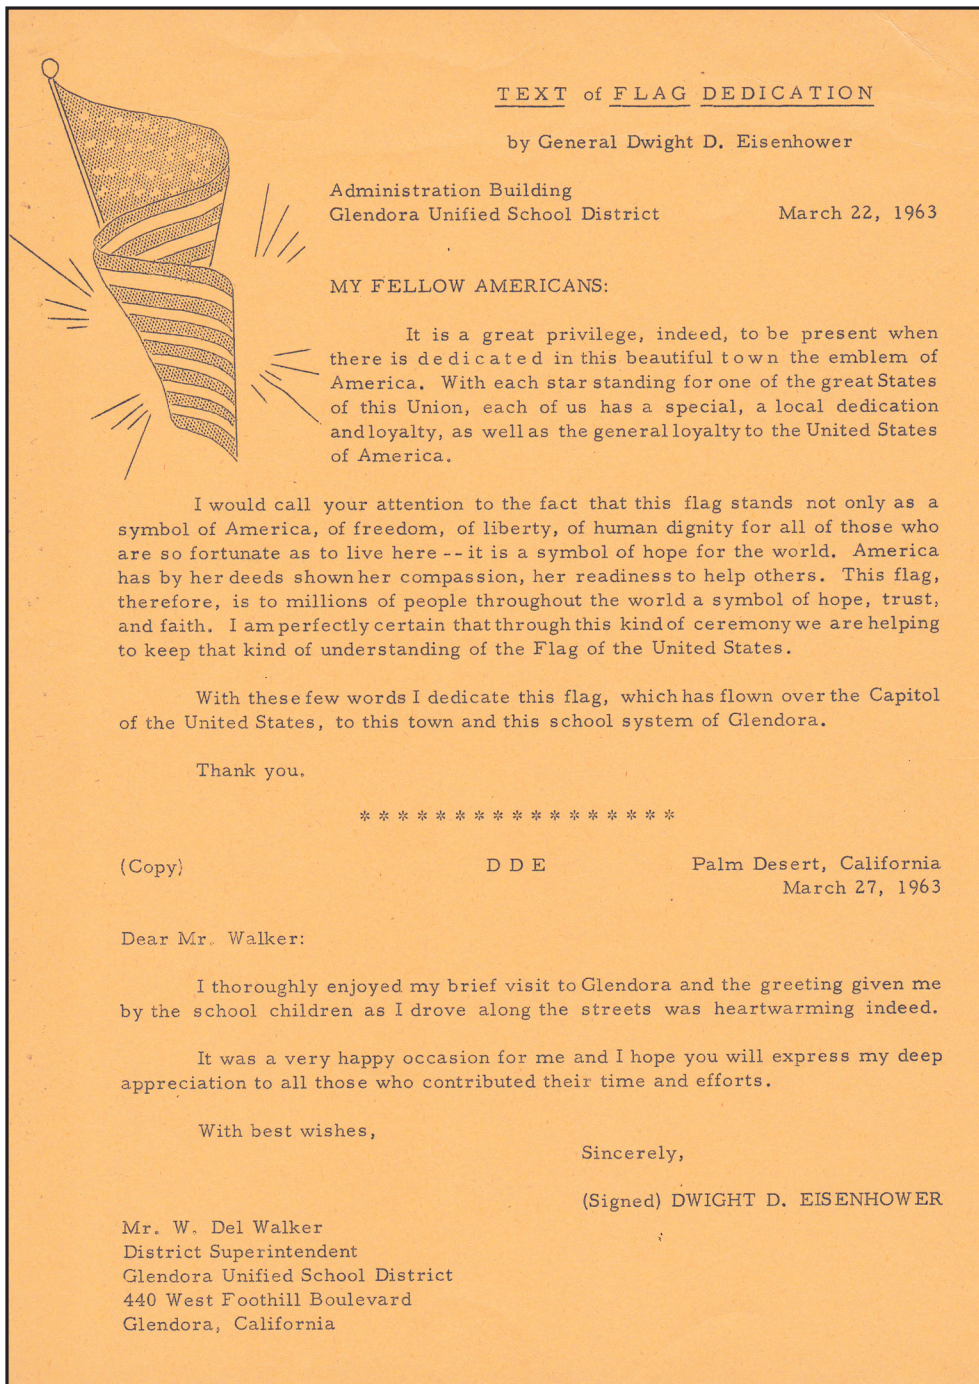 TEXT of FLAG DEDICATION
by General Dwight D. Eisenhower
Administration Building
Glendora Unified School District March 22, 1963
MY FELLOW AMERICANS:
It is a great privilege, indeed, to be present when
there is dedicated in this beautiful town the emblem of
America. With each star standing for one of the great States
of this Union, each of us has a special, a local dedication
and loyalty, as well as the general loyalty to the United States
of America.
I would call your attention to the fact that this flag stands not only as a
symbol of America, of freedom, of liberty, of human dignity for all of those who
are so fortunate as to live here -- it is a symbol of hope for the world. America
has by her deeds shown her compassion, her readiness to help others. This flag,
therefore, is to millions of people throughout the world a symbol of hope, trust,
and faith. I am perfectly certain that through this kind of ceremony we are helping
to keep that kind of understanding of the Flag of the United States.
With these few words I dedicate this flag, which has flown over the Capitol
of the United States, to this town and this school system of Glendora.
Thank you.
* * * * * * * * * * * * * * * * *
(Copy) D D E Palm Desert, California
March 27, 1963
Dear Mr. Walker:
I thoroughly enjoyed my brief visit to Glendora and the greeting given me
by the school children as I drove along the streets was heartwarming indeed.
It was a very happy occasion for me and I hope you will express my deep
appreciation to all those who contributed their time and efforts.
With best wishes,
Sincerely,
(Signed) DWIGHT D. EISENHOWER
Mr. W. Del Walker
District Superintendent
Glendora Unified School District
440 West Foothill Boulevard
Glendora, California